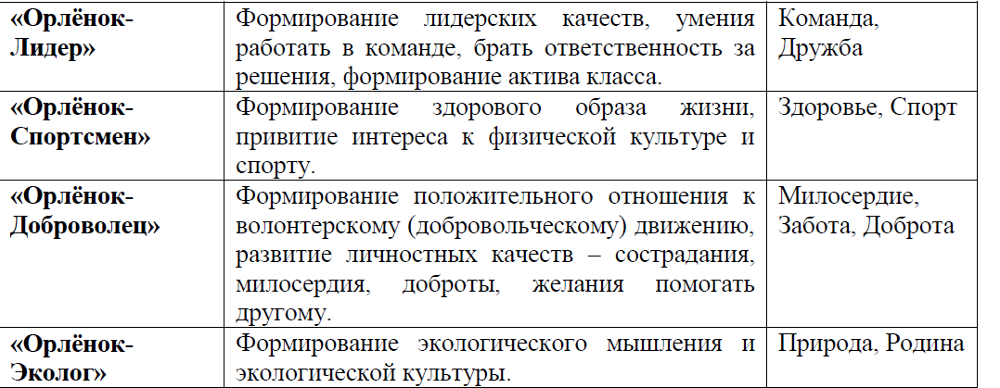 «Орлёнок-
Лидер»
Формирование лидерских качеств, умения
работать в команде, брать ответственность за
решения, формирование актива класса.
Команда,
Дружба
«Орлёнок-
Спортсмен»
Формирование здорового образа жизни,
привитие интереса к физической культуре и
спорту.
Здоровье, Спорт
«Орлёнок-
Доброволец»
Формирование положительного отношения к
волонтерскому (добровольческому) движению,
развитие личностных качеств – сострадания,
милосердия, доброты, желания помогать
другому.
Милосердие,
Забота, Доброта
«Орлёнок-
Эколог»
Формирование экологического мышления и
экологической культуры.
Природа, Родина